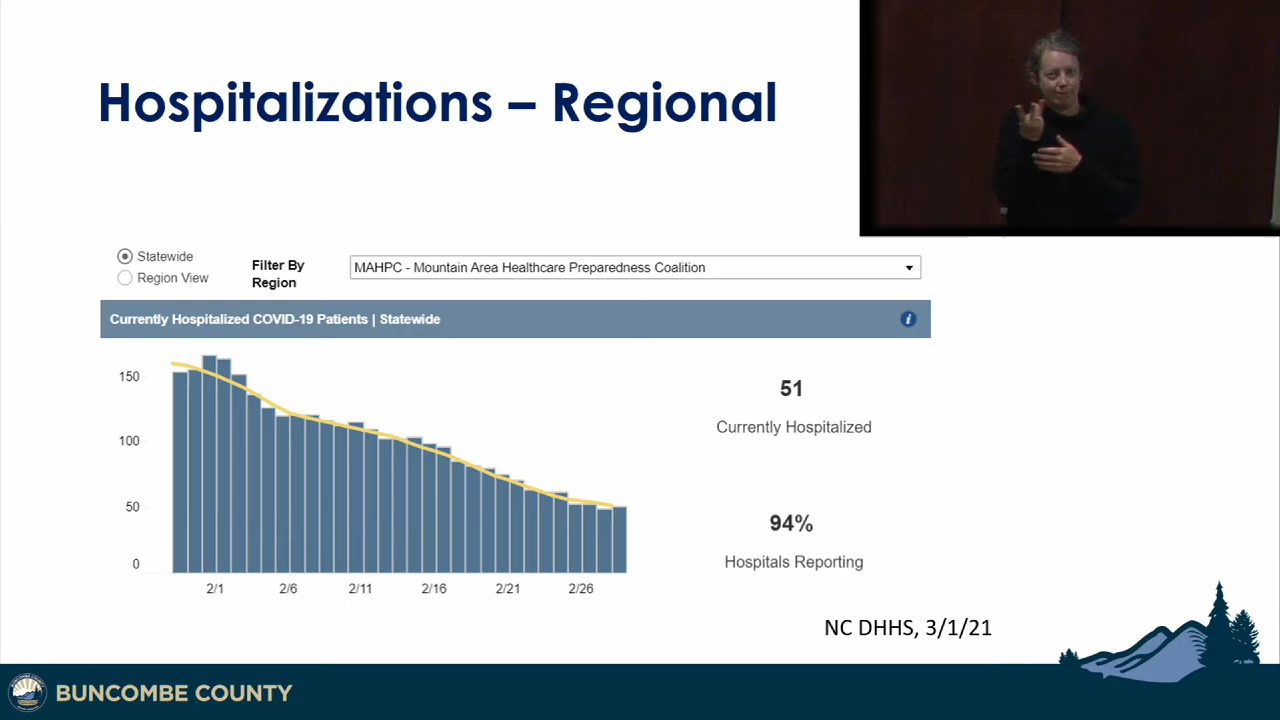 Hospitalizations – Regional
Statewide
Region View
Filter By
Region
MAHPC - Mountain Area Healthcare Preparedness Coalition
Currently Hospitalized COVID-19 Patients | Statewide
i
150
100
50
0
2/1
2/6
2/11
2/16
2/21
2/26
51
Currently Hospitalized
94%
Hospitals Reporting
NC DHHS, 3/1/21
BUNCOMBE COUNTY